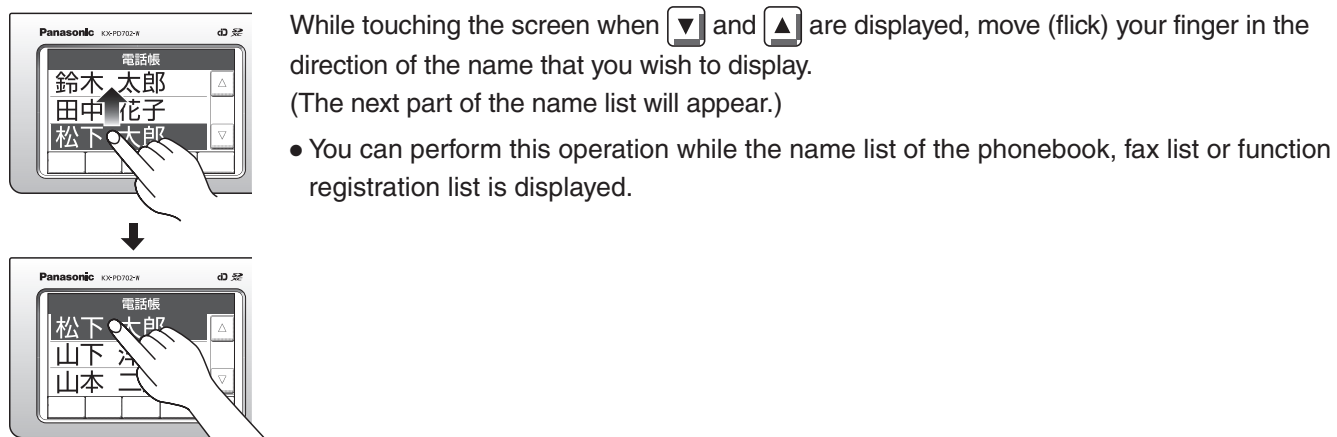 While touching the screen when ▼ and ▲ are displayed, move (flick) your finger in the
direction of the name that you wish to display.
(The next part of the name list will appear.)
● You can perform this operation while the name list of the phonebook, fax list or function
registration list is displayed.
Panasonic KX-PD702-W
電話帳
鈴木 太郎
田中 花子
松下 太郎
Panasonic KX-PD702-W
電話帳
松下 太郎
山下
山本 二